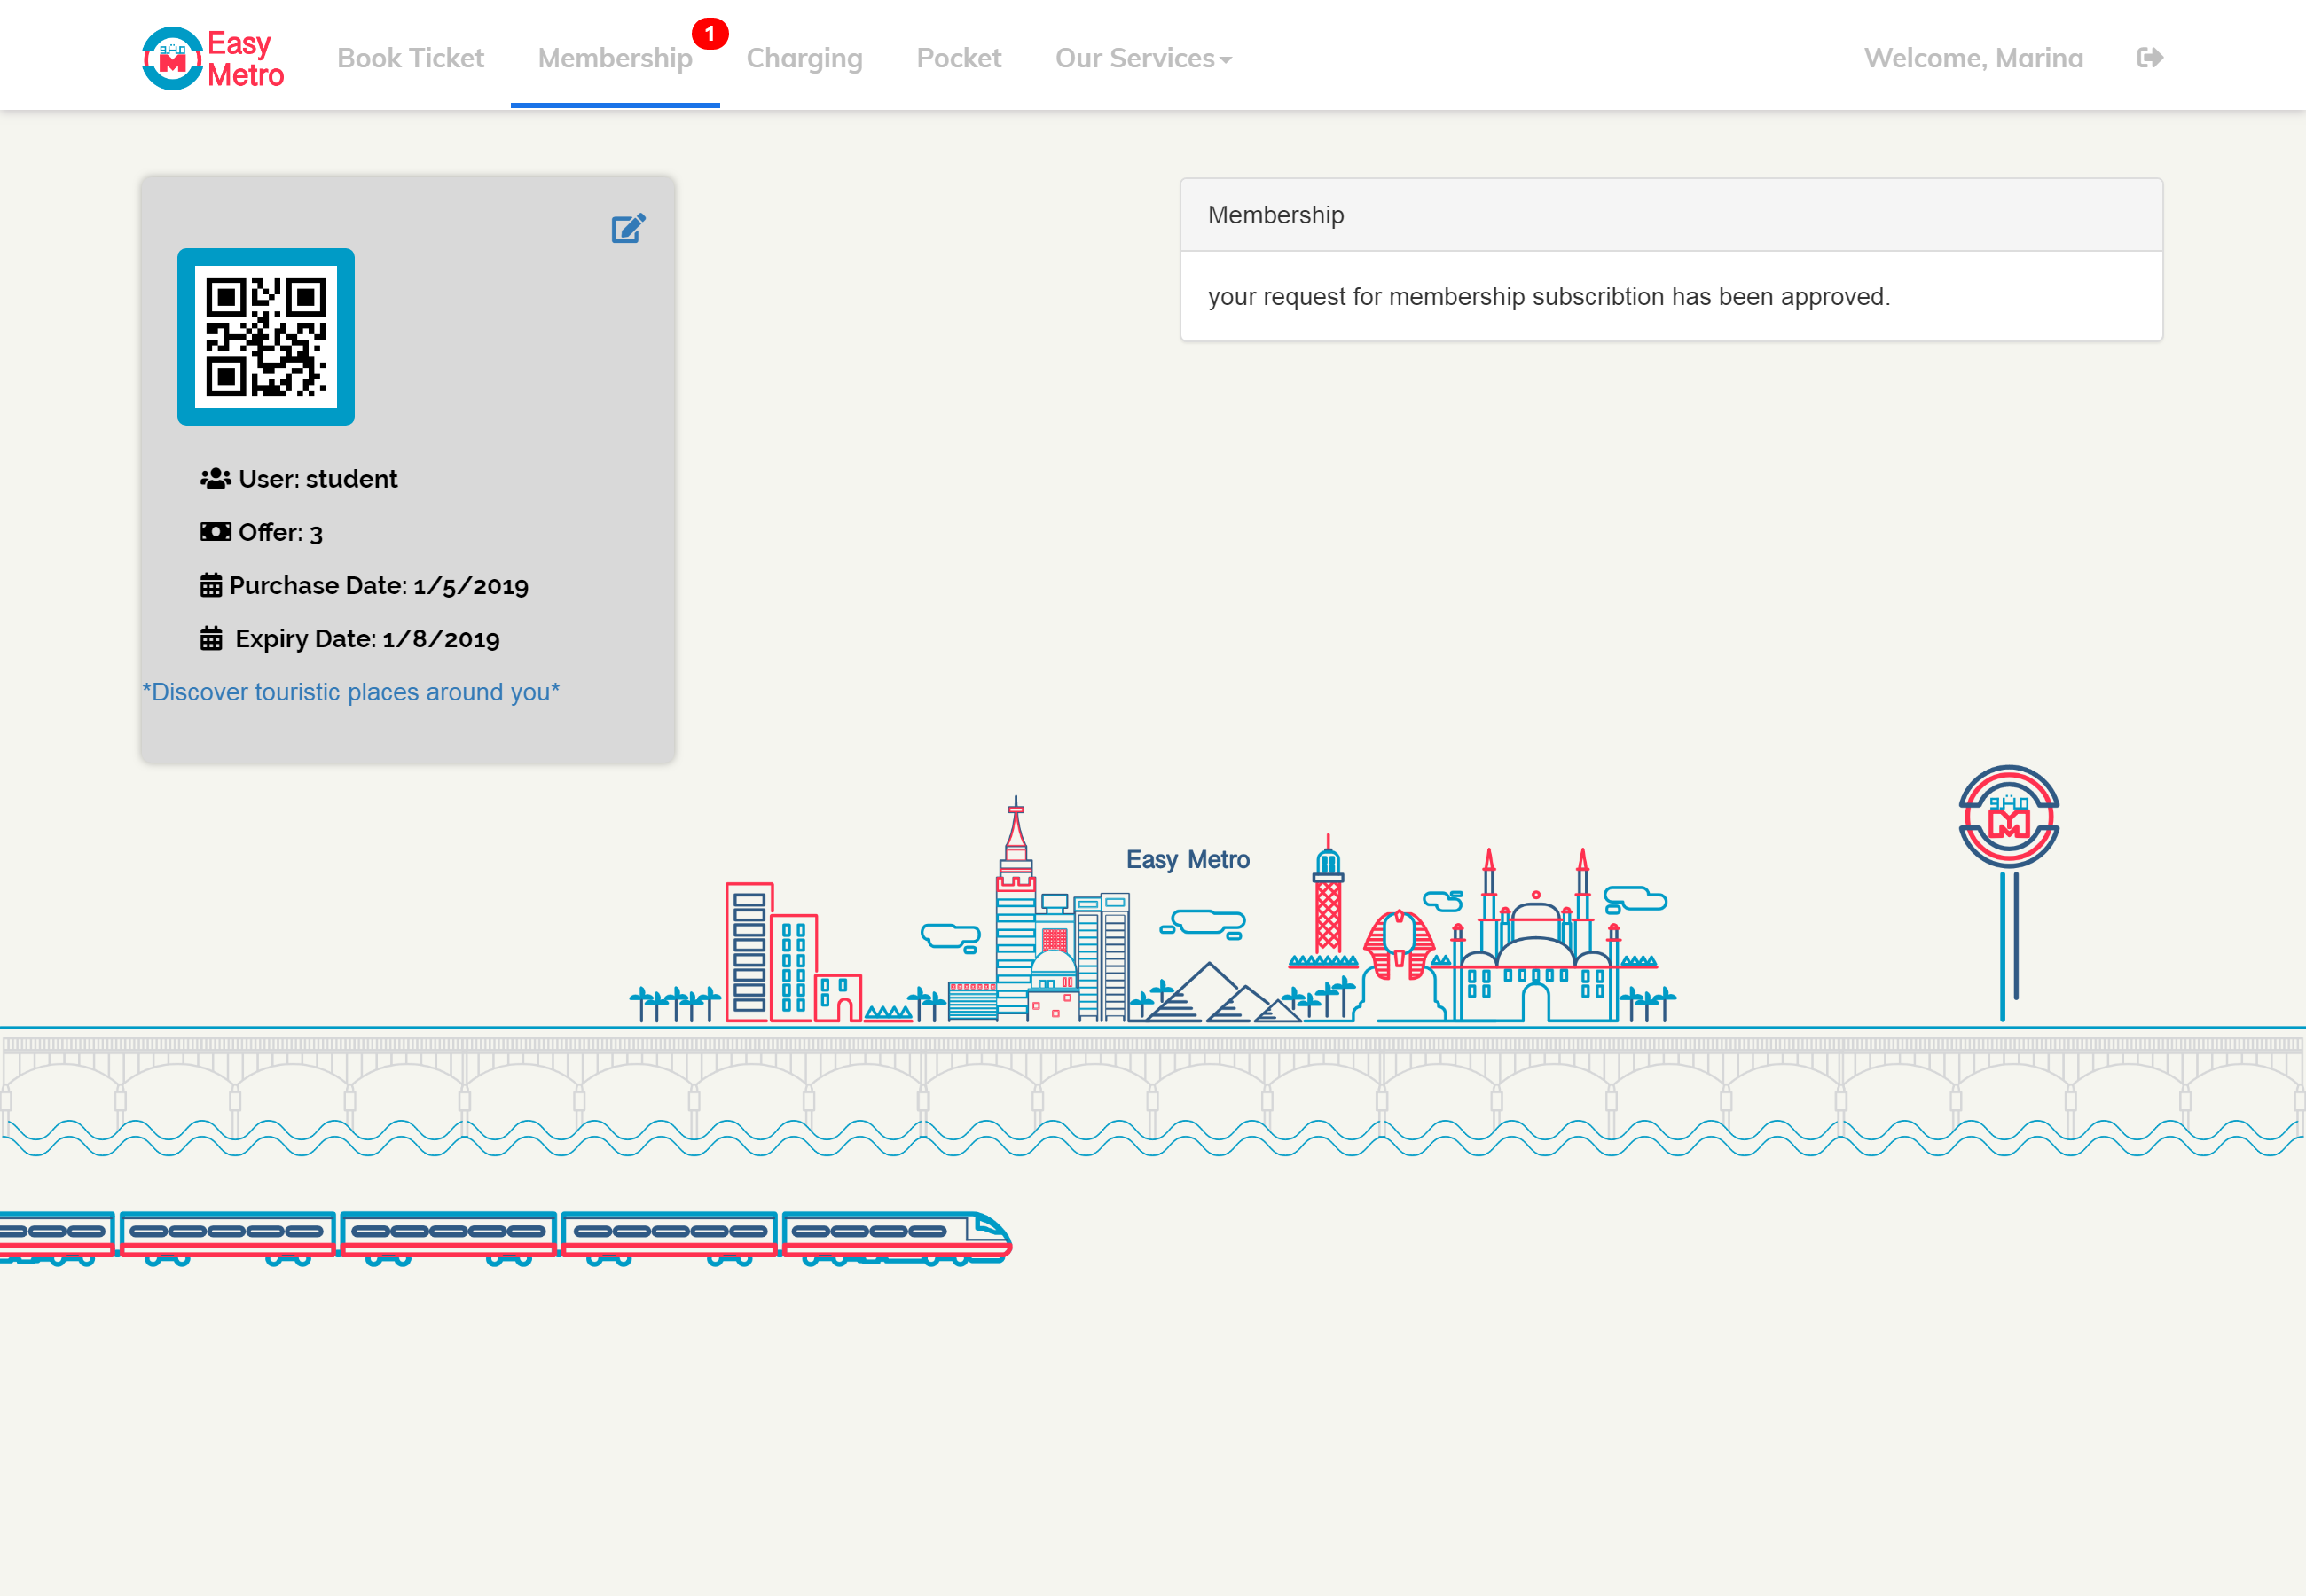 Easy
Metro
مترو
Book Ticket
Membership
1
Charging
Pocket
Our Services
Welcome, Marina
User: student
Offer: 3
Purchase Date: 1/5/2019
Expiry Date: 1/8/2019
*Discover touristic places around you*
Membership
your request for membership subscribtion has been approved.
Easy Metro
مترو
M